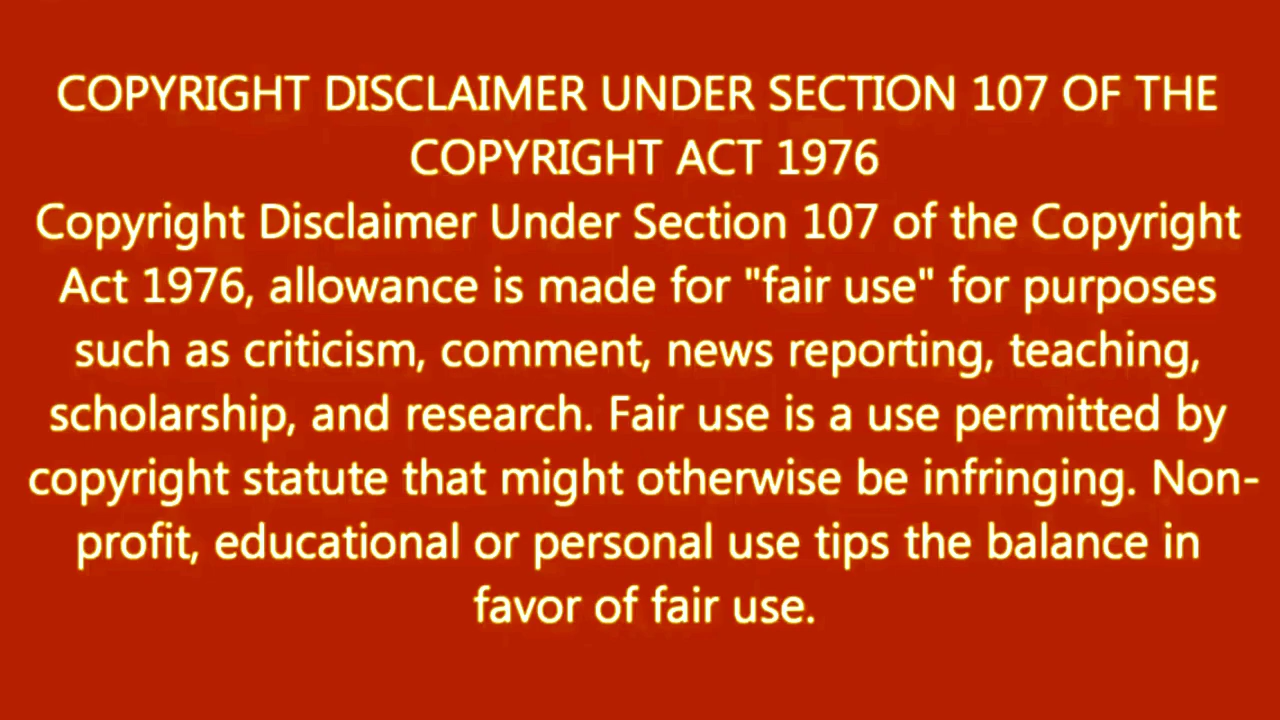 COPYRIGHT DISCLAIMER UNDER SECTION 107 OF THE
COPYRIGHT ACT 1976
Copyright Disclaimer Under Section 107 of the Copyright
Act 1976, allowance is made for "fair use" for purposes
such as criticism, comment, news reporting, teaching,
scholarship, and research. Fair use is a use permitted by
copyright statute that might otherwise be infringing. Non-
profit, educational or personal use tips the balance in
favor of fair use.